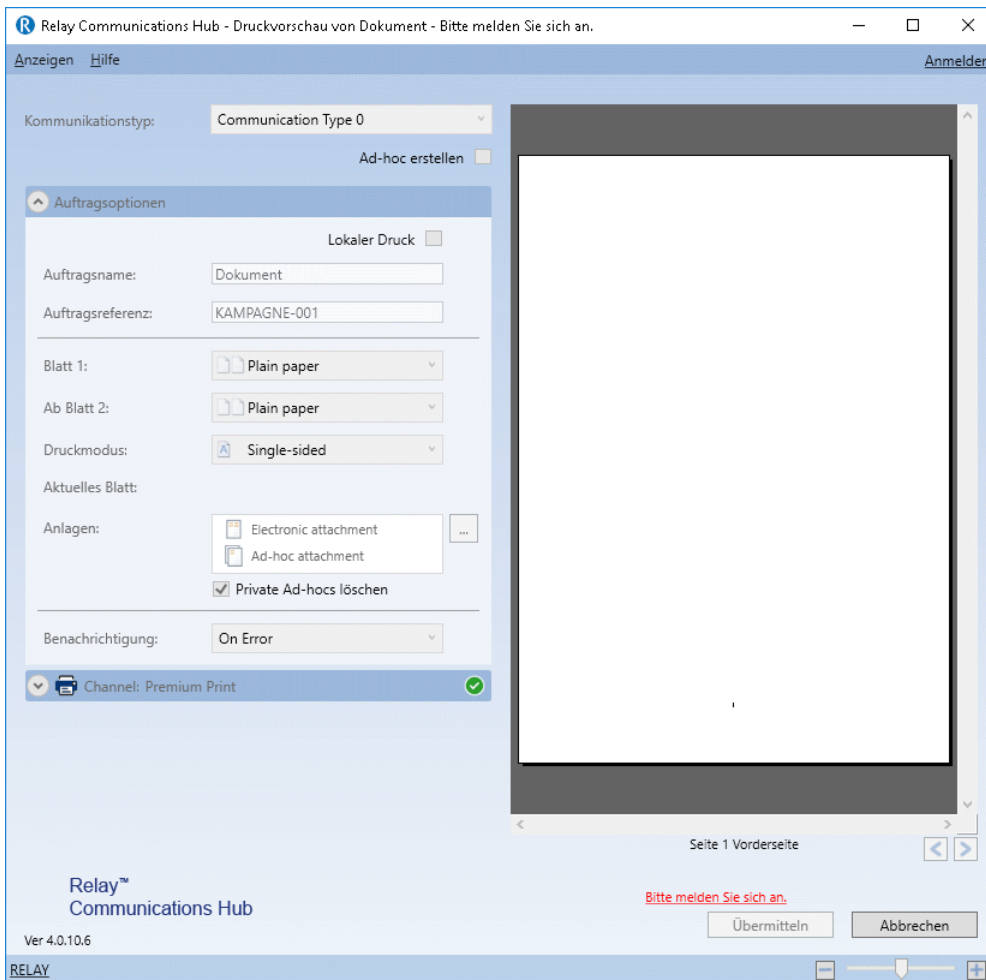 Relay Communications Hub - Druckvorschau von Dokument - Bitte melden Sie sich an.
Anzeigen Hilfe Anmelden
Kommunikationstyp: Communication Type 0
Ad-hoc erstellen
Auftragsoptionen
Lokaler Druck
Auftragsname: Dokument
Auftragsreferenz: KAMPAGNE-001
Blatt 1: Plain paper
Ab Blatt 2: Plain paper
Druckmodus: Single-sided
Aktuelles Blatt:
Anlagen: Electronic attachment ...
Ad-hoc attachment
Private Ad-hocs löschen
Benachrichtigung: On Error
Channel: Premium Print
Seite 1 Vorderseite
Relay™
Communications Hub
Bitte melden Sie sich an.
Übermitteln Abbrechen
Ver 4.0.10.6
RELAY